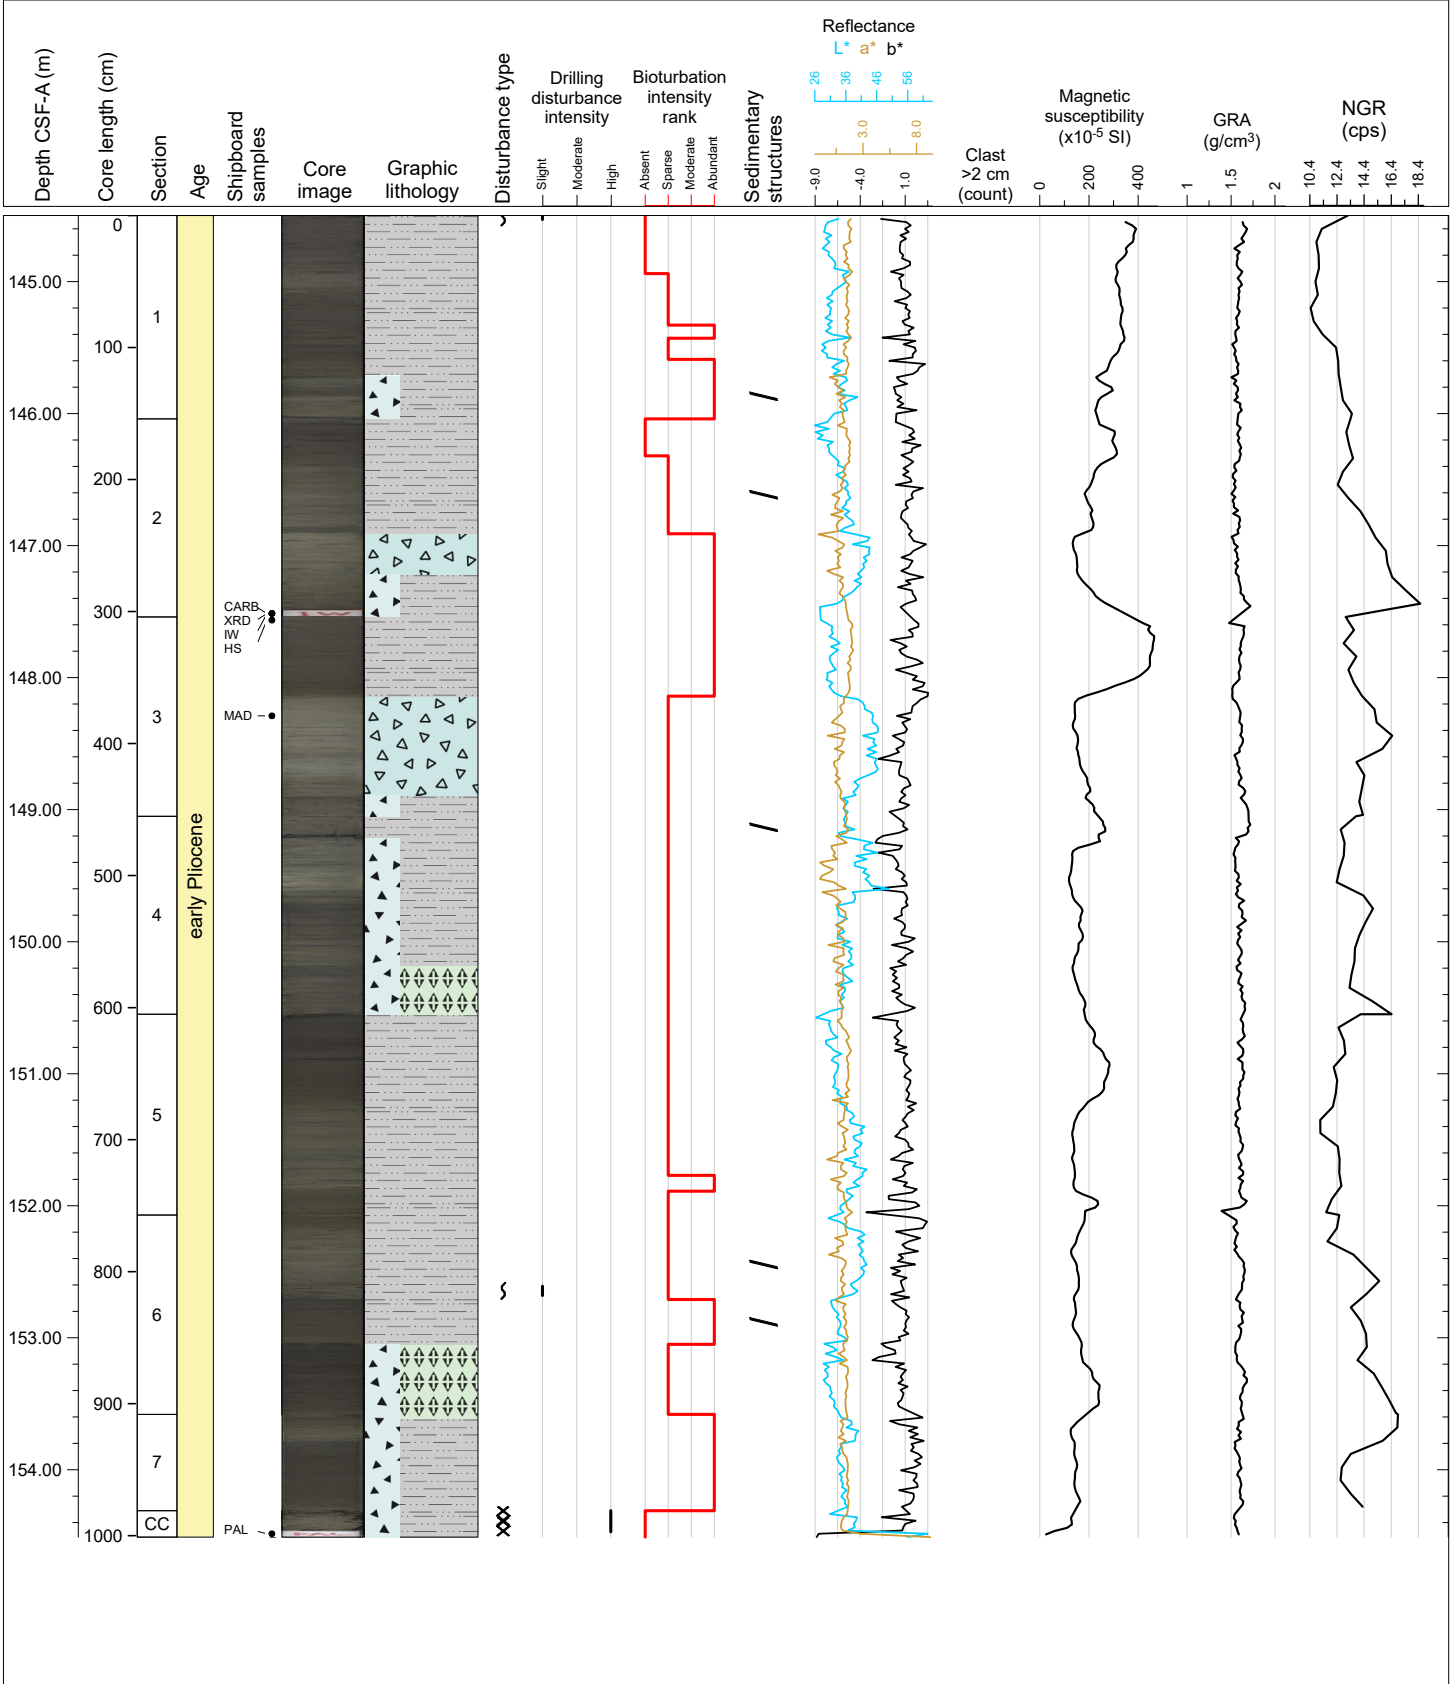 Depth CSF-A (m)
Core length (cm)
Section
Age
Shipboard
samples
Core
image
Graphic
lithology
Disturbance type
Drilling
disturbance
intensity
Slight
Moderate
High
Bioturbation
intensity
rank
Absent
Sparse
Moderate
Abundant
Sedimentary
structures
Reflectance
L* a* b*
26 36 46 56
3.0 8.0
-9.0 -4.0 1.0
Clast
>2 cm
(count)
Magnetic
susceptibility
(x10-5 SI)
0 200 400
GRA
(g/cm3)
1 1.5 2
NGR
(cps)
10.4 12.4 14.4 16.4 18.4
0
145.00
1
100
146.00
200
2
147.00
300
CARB
XRD
IW
HS
148.00
3
MAD
400
149.00
early Pliocene
500
4
150.00
600
151.00
5
700
152.00
800
6
153.00
900
7
154.00
CC
1000
PAL